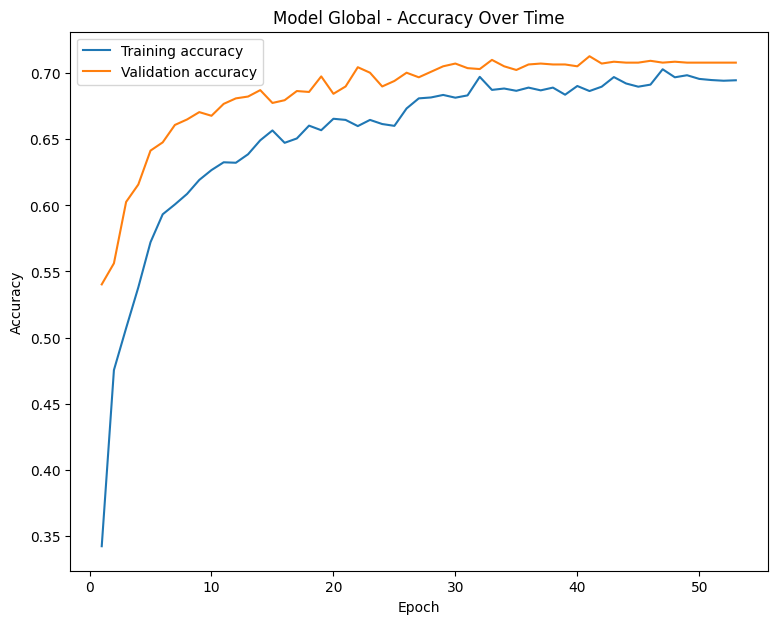 Model Global - Accuracy Over Time
Training accuracy
Validation accuracy
0.70
0.65
0.60
0.55
0.50
0.45
0.40
0.35
Accuracy
0 10 20 30 40 50
Epoch